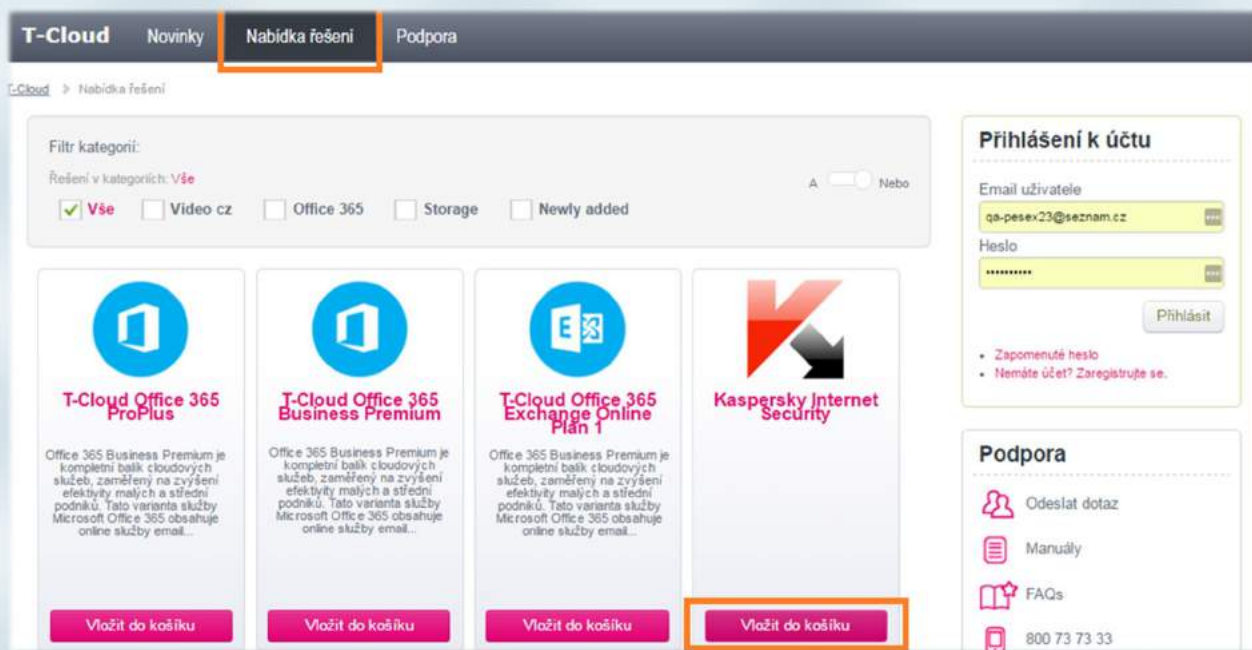 T-Cloud Novinky Nabídka řešení Podpora
T-Cloud > Nabídka řešení
Filtr kategorií:
Řešení v kategoriích: Vše
A Nebo
Vše Video cz Office 365 Storage Newly added
T-Cloud Office 365
ProPlus
Office 365 Business Premium je
kompletní balík cloudových
služeb, zaměřený na zvýšení
efektivity malých a střední
podniků. Tato varianta služby
Microsoft Office 365 obsahuje
online služby email...
Vložit do košíku
T-Cloud Office 365
Business Premium
Office 365 Business Premium je
kompletní balík cloudových
služeb, zaměřený na zvýšení
efektivity malých a střední
podniků. Tato varianta služby
Microsoft Office 365 obsahuje
online služby email...
Vložit do košíku
T-Cloud Office 365
Exchange Online
Plan 1
Office 365 Business Premium je
kompletní balík cloudových
služeb, zaměřený na zvýšení
efektivity malých a střední
podniků. Tato varianta služby
Microsoft Office 365 obsahuje
online služby email...
Vložit do košíku
Kaspersky Internet
Security
Vložit do košíku
Přihlášení k účtu
Email uživatele
qa-pesex23@seznam.cz
Heslo
••••••••••
Přihlásit
• Zapomenuté heslo
• Nemáte účet? Zaregistrujte se.
Podpora
Odeslat dotaz
Manuály
FAQs
800 73 73 33